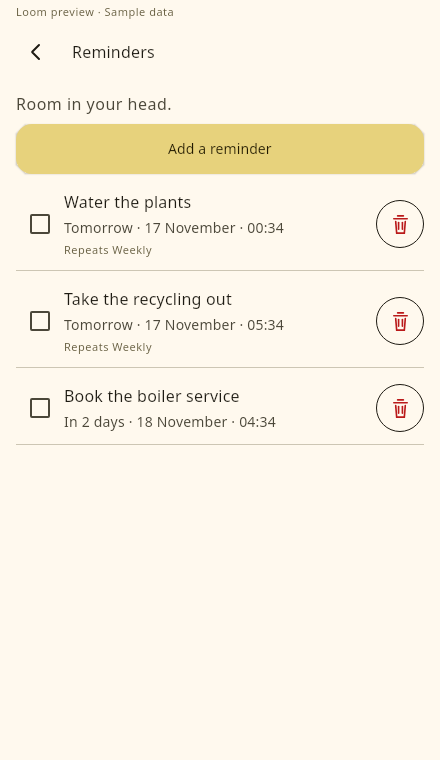 Loom preview · Sample data
Reminders
Room in your head.
Add a reminder
Water the plants
Tomorrow · 17 November · 00:34
Repeats Weekly
Take the recycling out
Tomorrow · 17 November · 05:34
Repeats Weekly
Book the boiler service
In 2 days · 18 November · 04:34